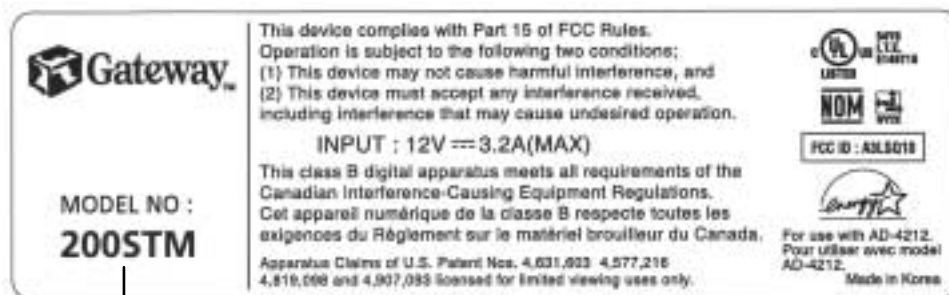 Gateway™
MODEL NO :
200STM
This device complies with Part 15 of FCC Rules.
Operation is subject to the following two conditions;
(1) This device may not cause harmful interference, and
(2) This device must accept any interference received,
including interference that may cause undesired operation.
INPUT : 12V ⎓ 3.2A(MAX)
This class B digital apparatus meets all requirements of the
Canadian Interference-Causing Equipment Regulations.
Cet appareil numérique de la classe B respecte toutes les
exigences du Règlement sur le matériel brouilleur du Canada.
Apparatus Claims of U.S. Patent Nos. 4,631,603 4,577,216
4,819,098 and 4,907,093 licensed for limited viewing uses only.
C UL US
LISTED
I.T.E.
NOM
NYCE
FCC ID : A3LSQ18
energy
For use with AD-4212.
Pour utiliser avec model
AD-4212.
Made in Korea